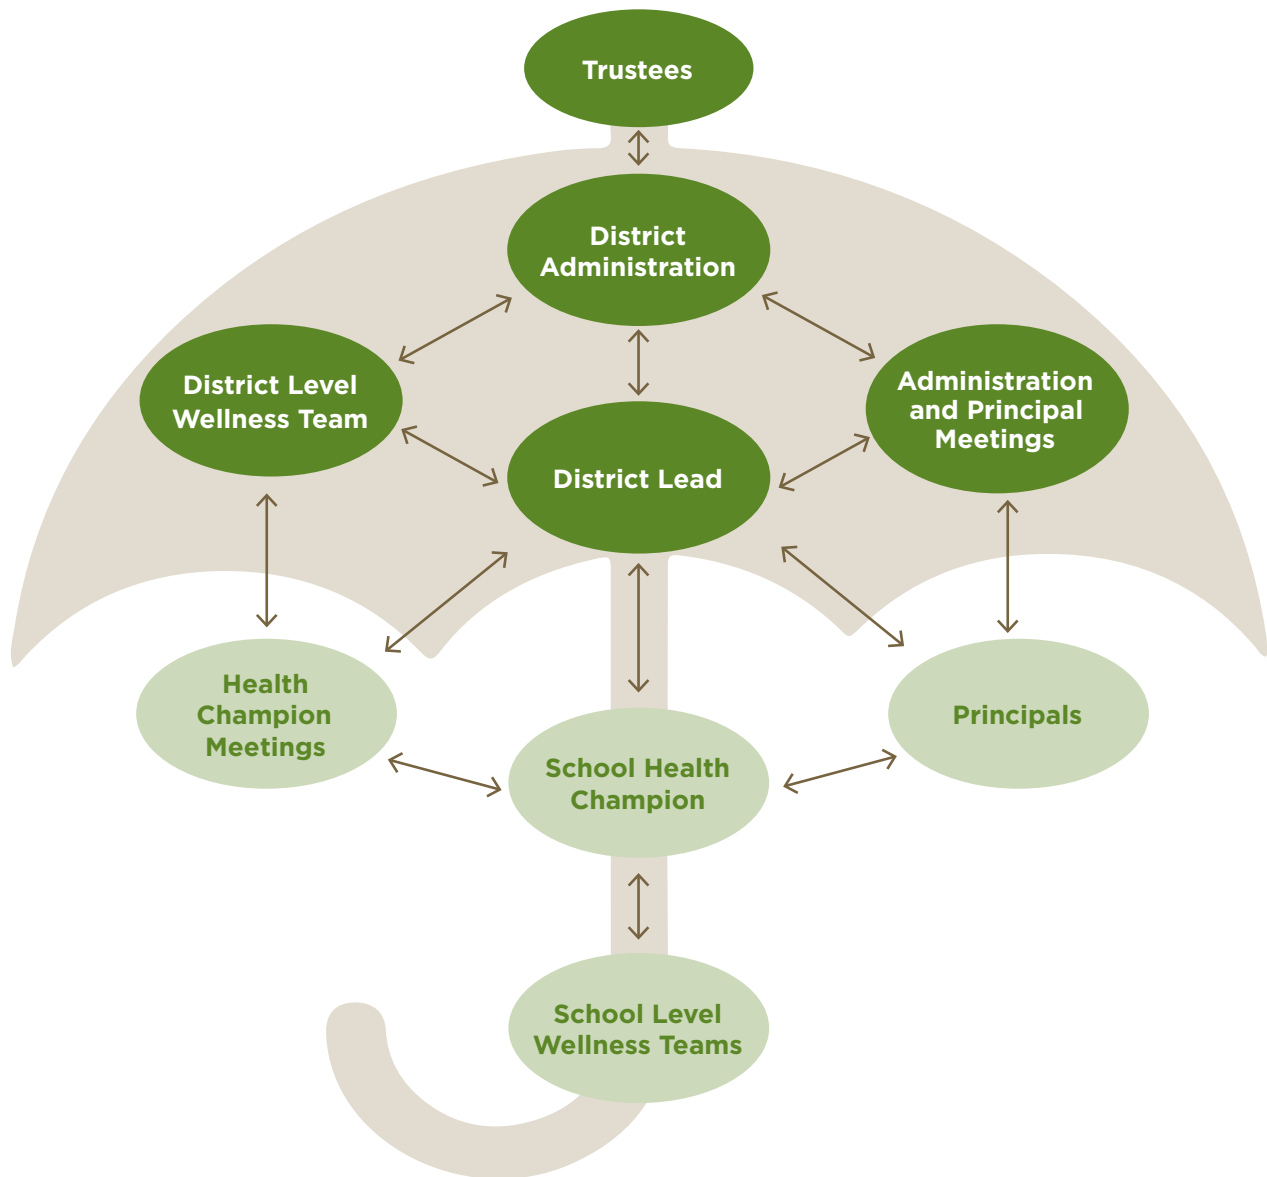 Trustees
District
Administration
District Level
Wellness Team
Administration
and Principal
Meetings
District Lead
Health
Champion
Meetings
Principals
School Health
Champion
School Level
Wellness Teams